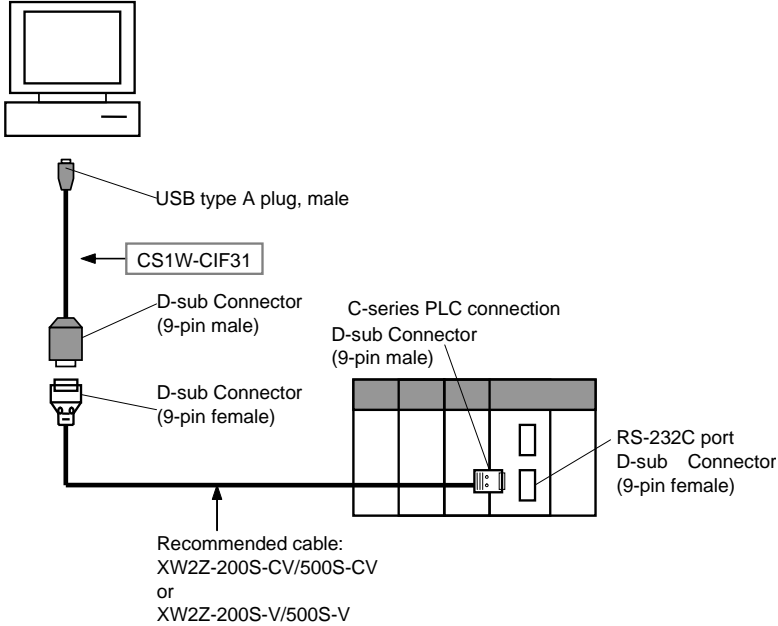 USB type A plug, male
CS1W-CIF31
D-sub Connector
(9-pin male)
C-series PLC connection
D-sub Connector
(9-pin male)
D-sub Connector
(9-pin female)
RS-232C port
D-sub Connector
(9-pin female)
Recommended cable:
XW2Z-200S-CV/500S-CV
or
XW2Z-200S-V/500S-V